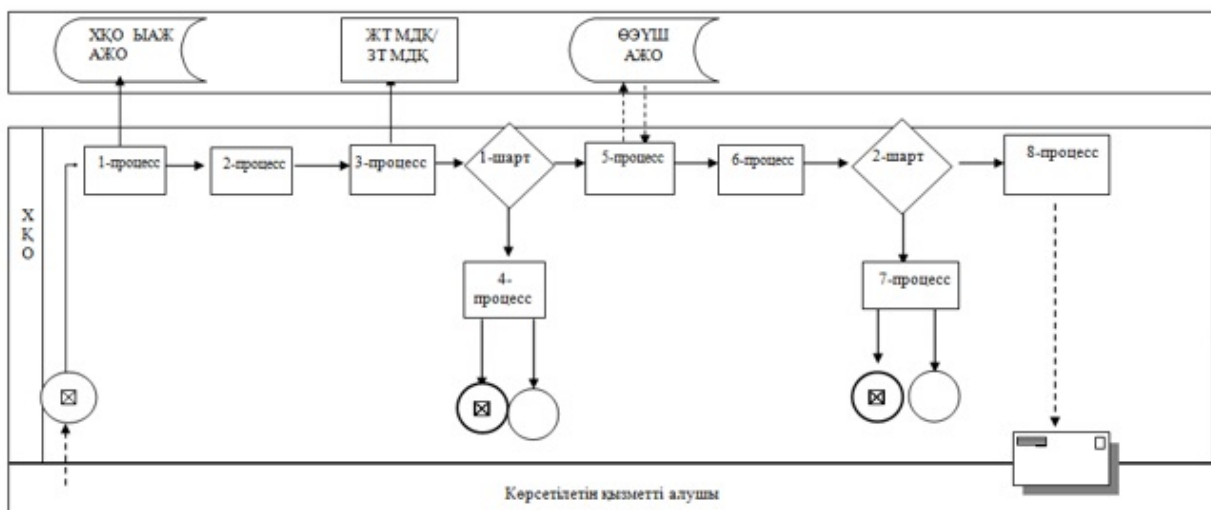 ХҚО ЫАЖ
АЖО
ЖТ МДҚ/
ЗТ МДҚ
ӨЭҮШ
АЖО
1-процесс
2-процесс
3-процесс
1-шарт
5-процесс
6-процесс
2-шарт
8-процесс
Х
Қ
О
4-
процесс
7-процесс
Көрсетілетін қызметті алушы